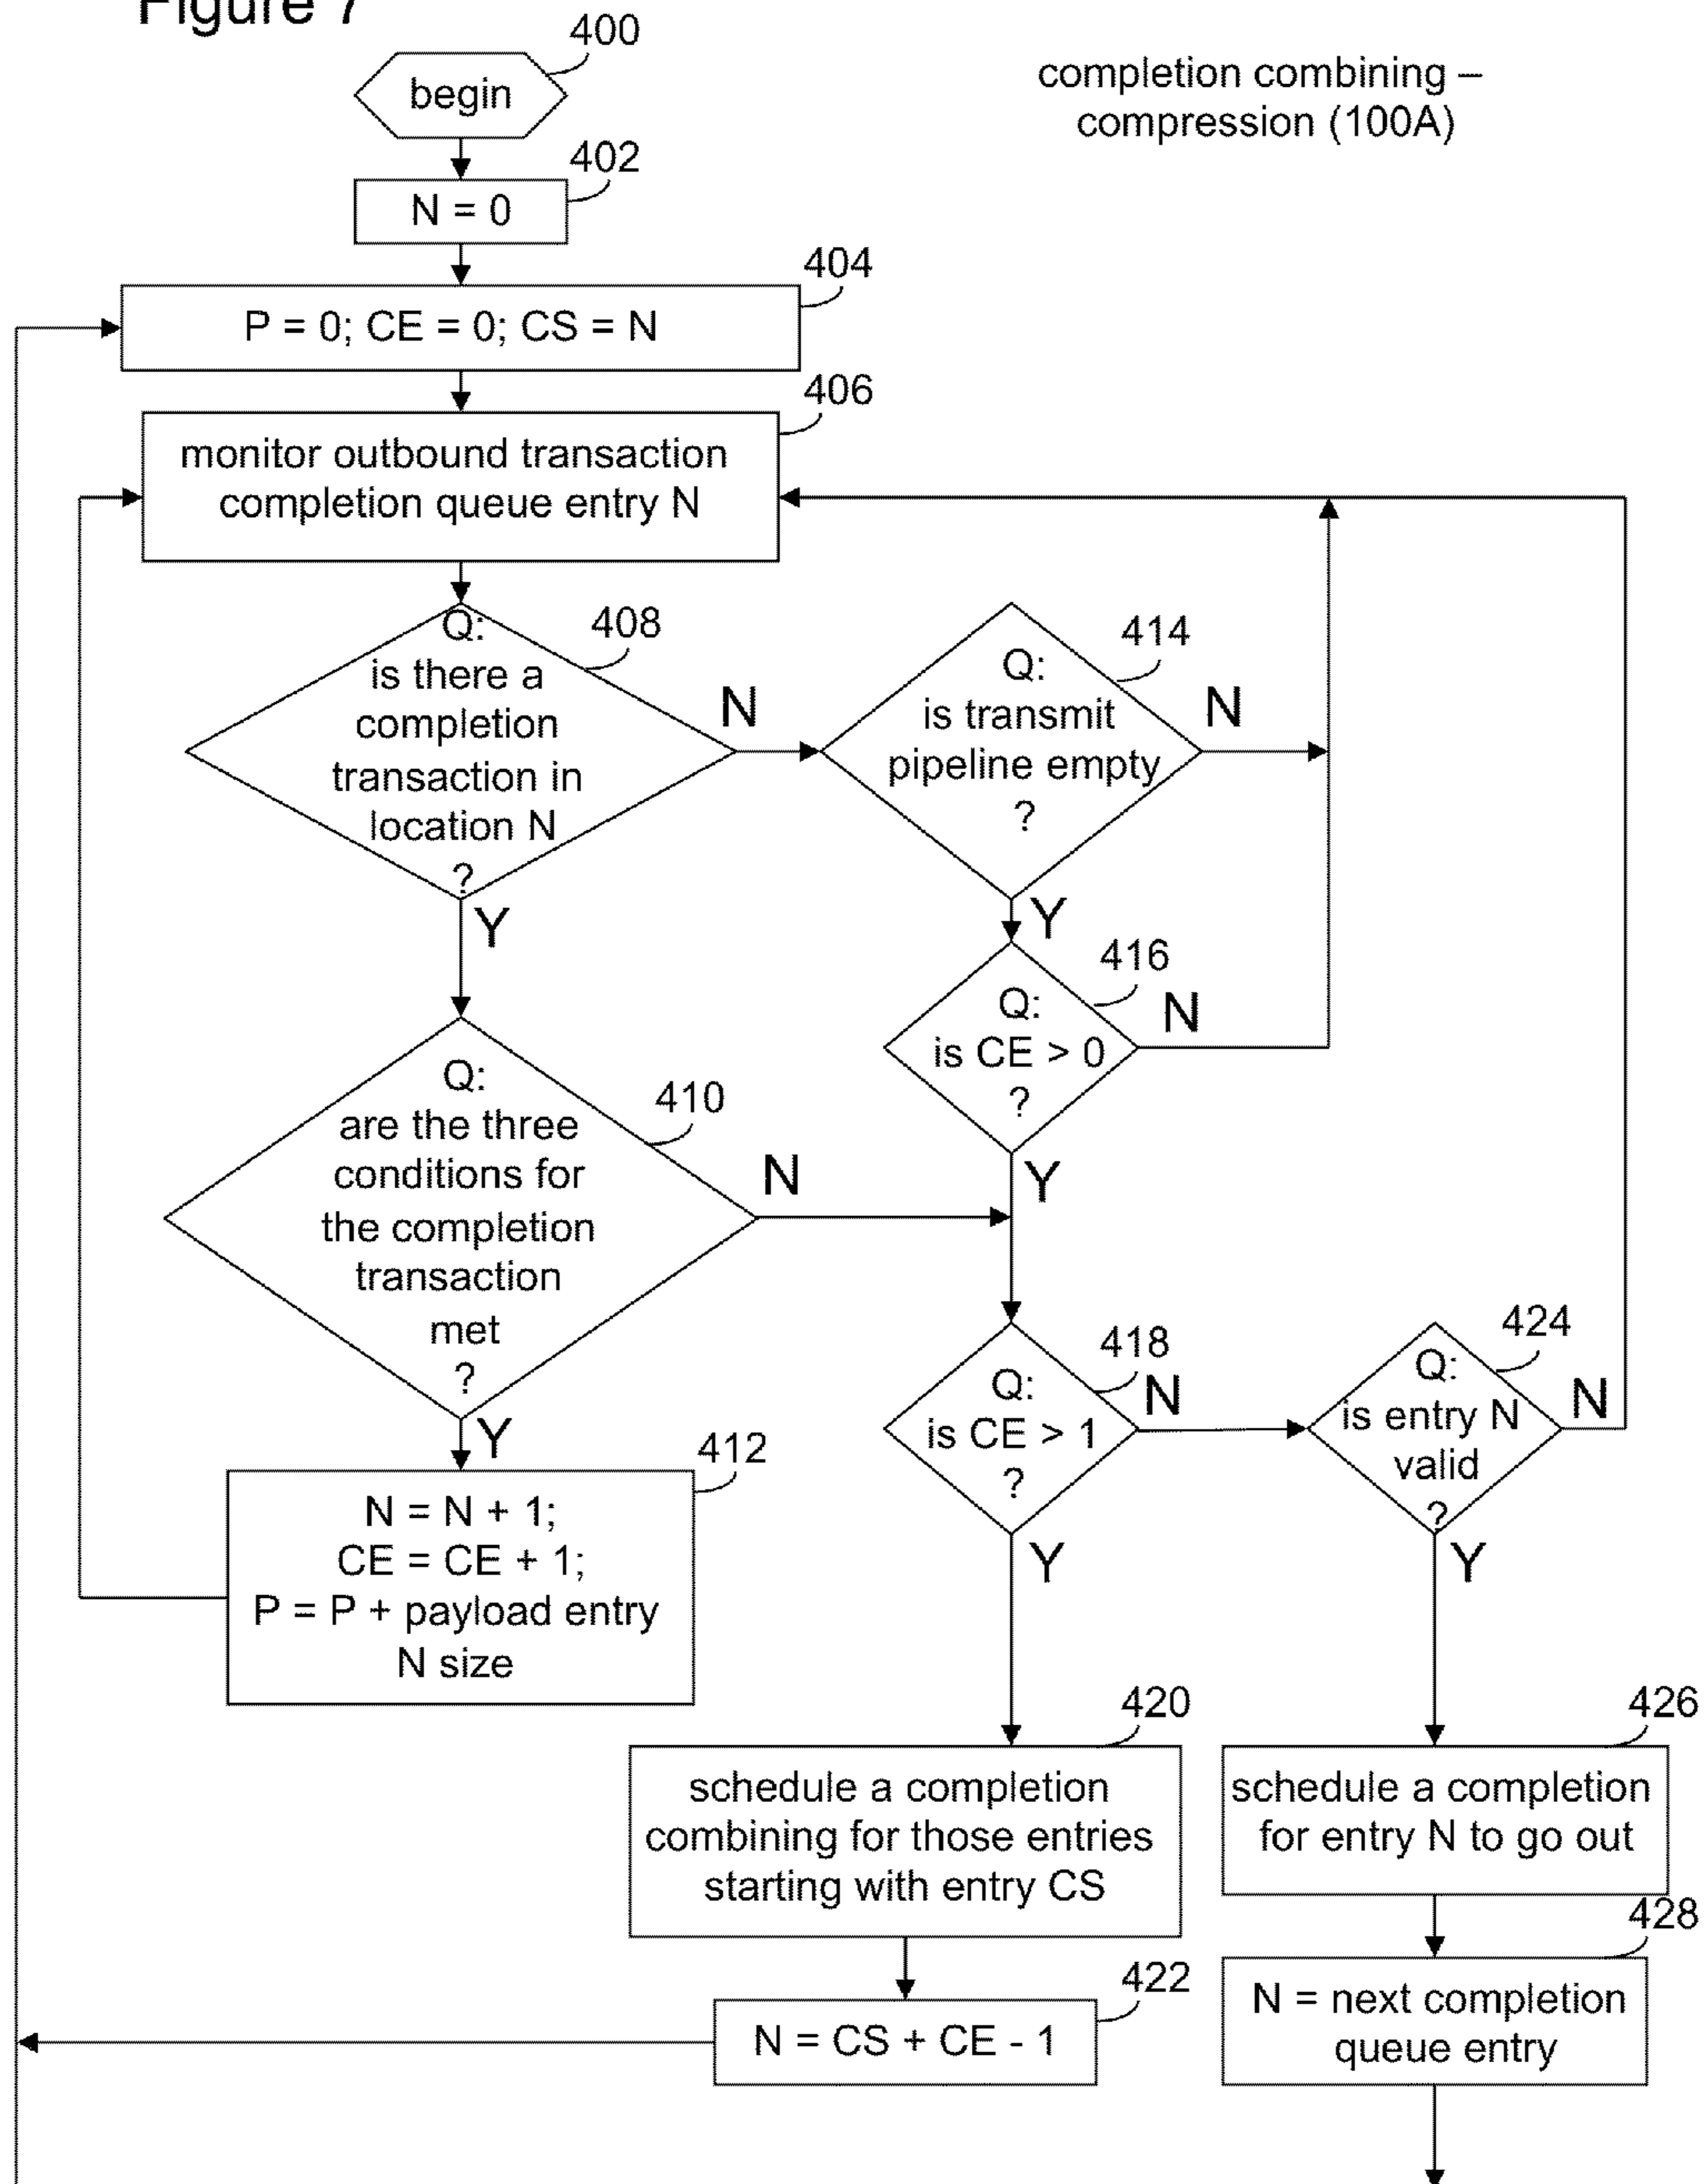 Figure 7
400
begin
completion combining –
compression (100A)
402
N = 0
404
P = 0; CE = 0; CS = N
406
monitor outbound transaction
completion queue entry N
Q:
408
is there a
completion
transaction in
location N
?
N
Y
414
Q:
is transmit
pipeline empty
?
N
Y
416
Q:
is CE > 0
?
N
Y
410
Q:
are the three
conditions for
the completion
transaction
met
?
N
Y
412
N = N + 1;
CE = CE + 1;
P = P + payload entry
N size
418
Q:
is CE > 1
?
N
Y
424
Q:
is entry N
valid
?
N
Y
420
schedule a completion
combining for those entries
starting with entry CS
426
schedule a completion
for entry N to go out
422
N = CS + CE - 1
428
N = next completion
queue entry